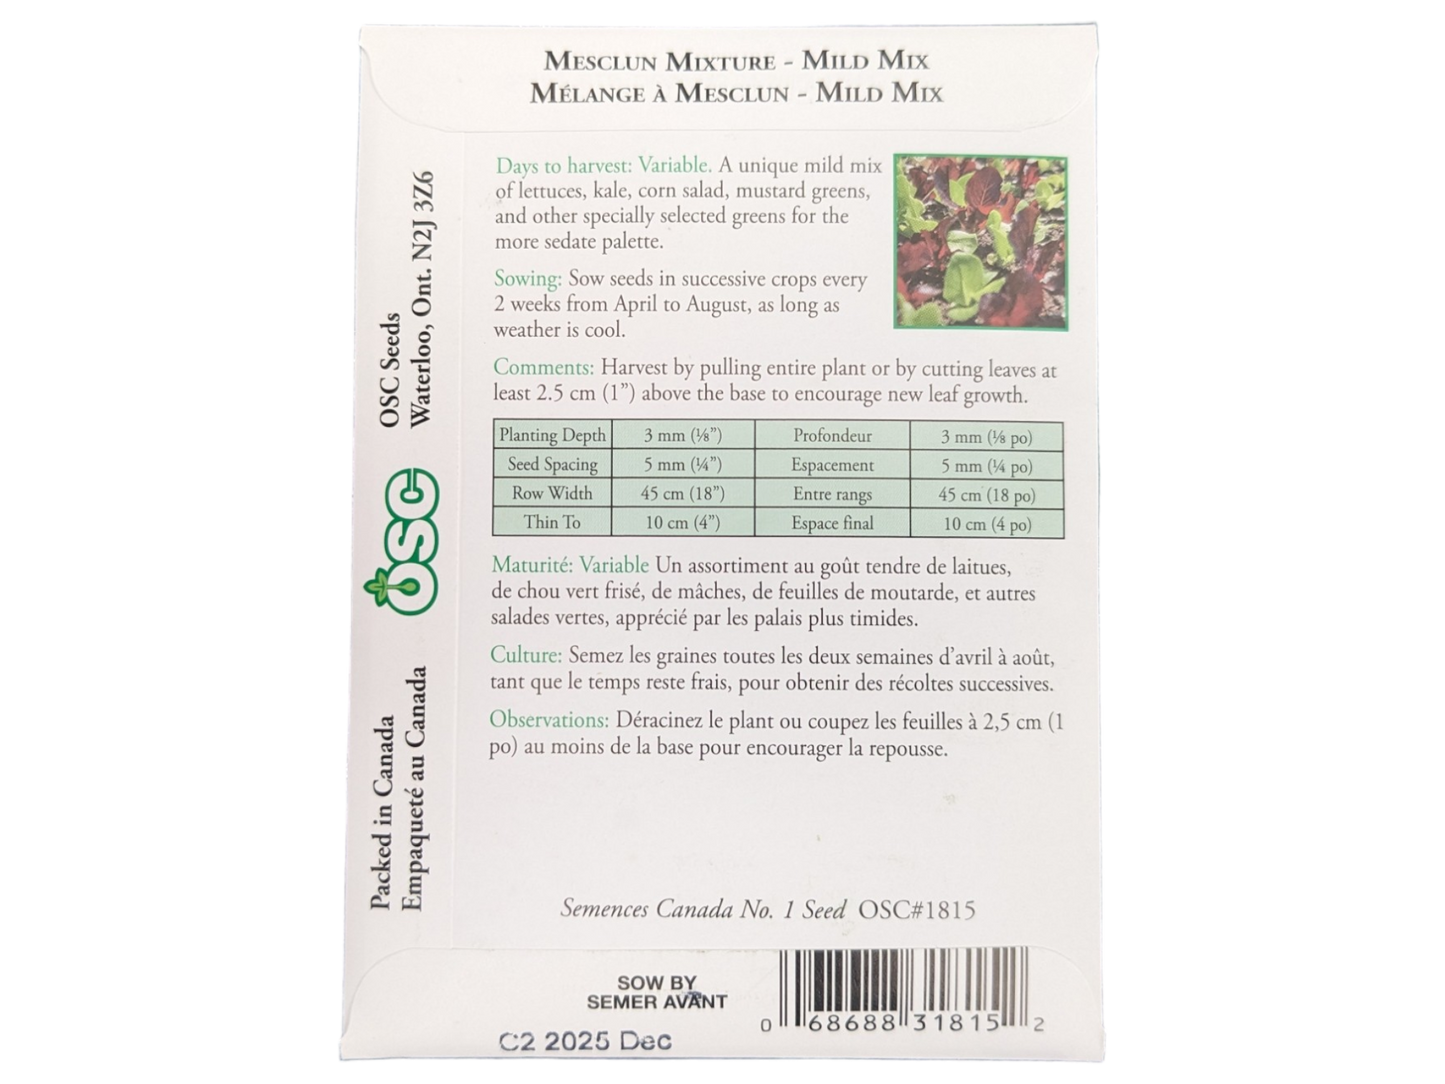 MESCLUN MIXTURE - MILD MIX
MÉLANGE À MESCLUN - MILD MIX
Days to harvest: Variable. A unique mild mix
of lettuces, kale, corn salad, mustard greens,
and other specially selected greens for the
more sedate palette.
Sowing: Sow seeds in successive crops every
2 weeks from April to August, as long as
weather is cool.
Comments: Harvest by pulling entire plant or by cutting leaves at
least 2.5 cm (1”) above the base to encourage new leaf growth.
Planting Depth 3 mm (⅛”) Profondeur 3 mm (⅛ po)
Seed Spacing 5 mm (¼”) Espacement 5 mm (¼ po)
Row Width 45 cm (18”) Entre rangs 45 cm (18 po)
Thin To 10 cm (4”) Espace final 10 cm (4 po)
Maturité: Variable Un assortiment au goût tendre de laitues,
de chou vert frisé, de mâches, de feuilles de moutarde, et autres
salades vertes, apprécié par les palais plus timides.
Culture: Semez les graines toutes les deux semaines d’avril à août,
tant que le temps reste frais, pour obtenir des récoltes successives.
Observations: Déracinez le plant ou coupez les feuilles à 2,5 cm (1
po) au moins de la base pour encourager la repousse.
Semences Canada No. 1 Seed OSC#1815
SOW BY
SEMER AVANT
C2 2025 Dec
0 68688 31815 2
OSC Seeds
Waterloo, Ont. N2J 3Z6
OSC
Packed in Canada
Empaqueté au Canada